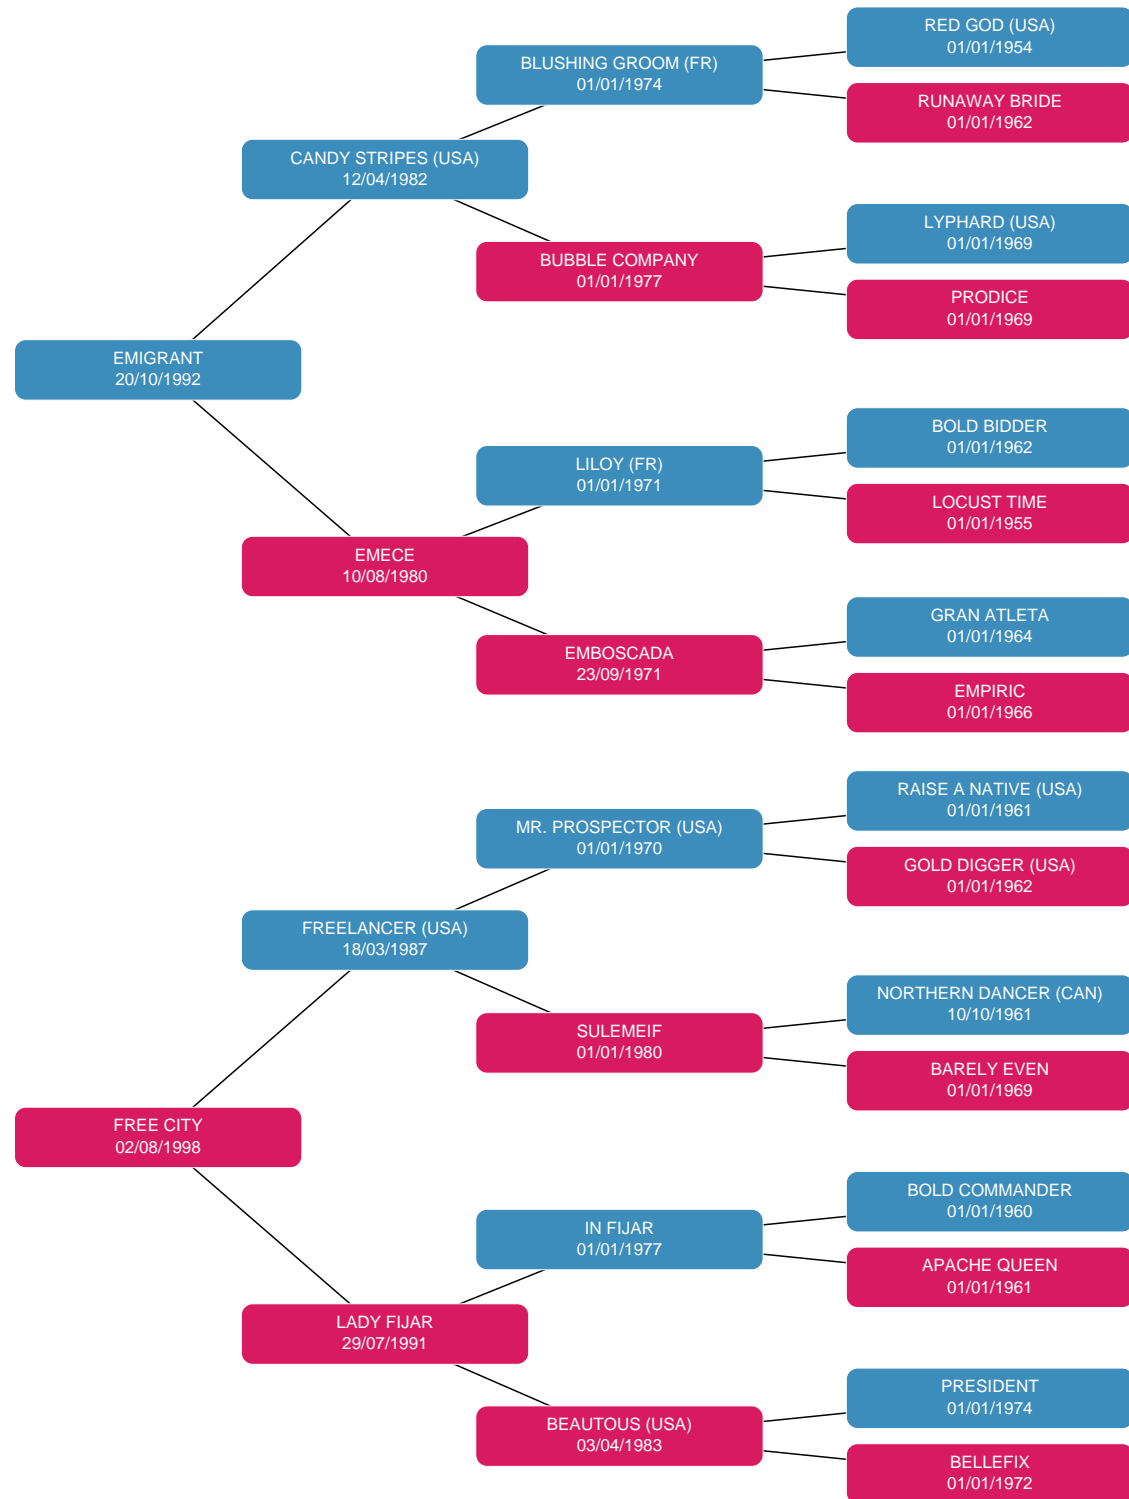 RED GOD (USA)
01/01/1954
BLUSHING GROOM (FR)
01/01/1974
RUNAWAY BRIDE
01/01/1962
CANDY STRIPES (USA)
12/04/1982
LYPHARD (USA)
01/01/1969
BUBBLE COMPANY
01/01/1977
PRODICE
01/01/1969
EMIGRANT
20/10/1992
BOLD BIDDER
01/01/1962
LILOY (FR)
01/01/1971
LOCUST TIME
01/01/1955
EMECE
10/08/1980
GRAN ATLETA
01/01/1964
EMBOSCADA
23/09/1971
EMPIRIC
01/01/1966
RAISE A NATIVE (USA)
01/01/1961
MR. PROSPECTOR (USA)
01/01/1970
GOLD DIGGER (USA)
01/01/1962
FREELANCER (USA)
18/03/1987
NORTHERN DANCER (CAN)
10/10/1961
SULEMEIF
01/01/1980
BARELY EVEN
01/01/1969
FREE CITY
02/08/1998
BOLD COMMANDER
01/01/1960
IN FIJAR
01/01/1977
APACHE QUEEN
01/01/1961
LADY FIJAR
29/07/1991
PRESIDENT
01/01/1974
BEAUTOUS (USA)
03/04/1983
BELLEFIX
01/01/1972